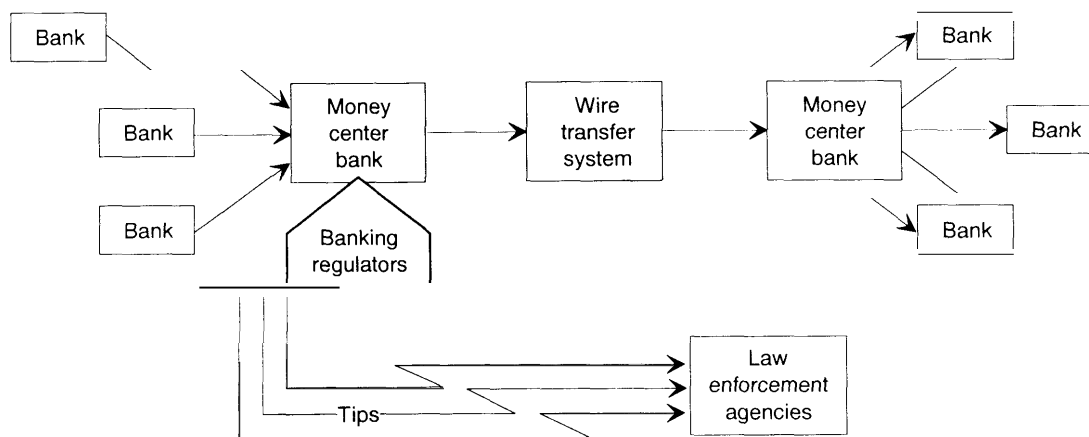 Bank
Bank
Bank
Money
center
bank
Wire
transfer
system
Money
center
bank
Bank
Bank
Bank
Banking
regulators
Law
enforcement
agencies
Tips